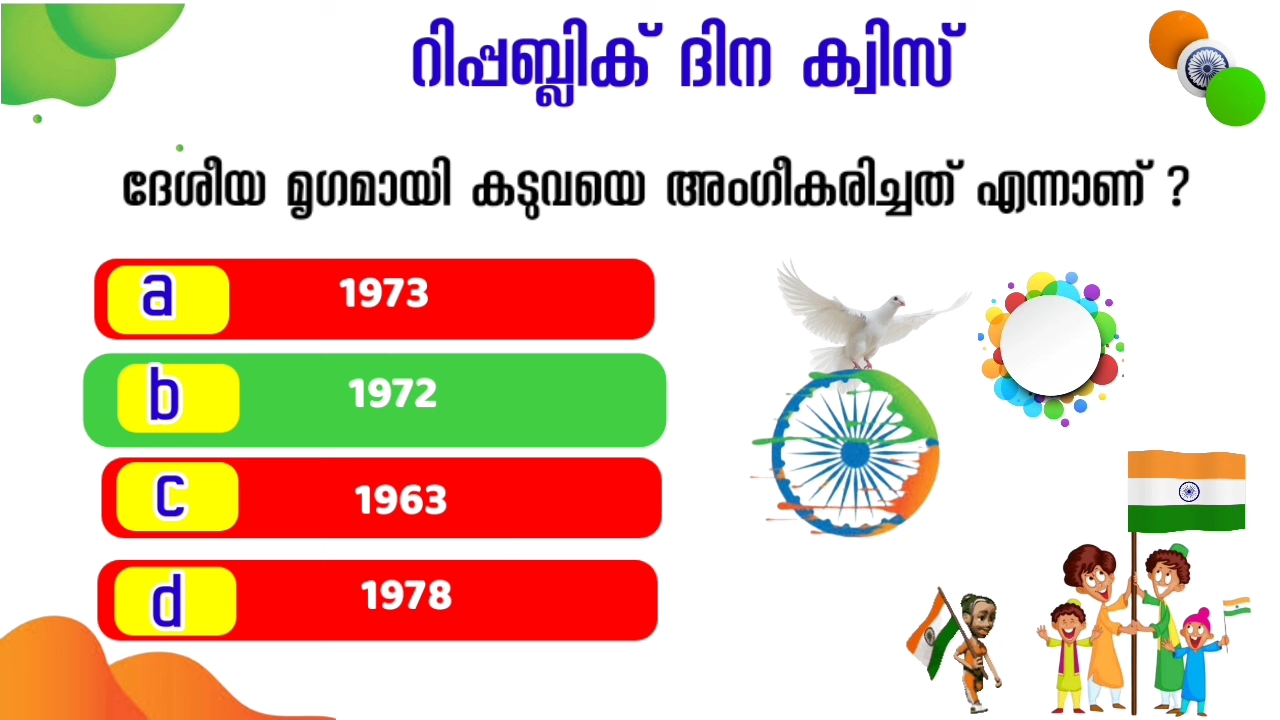 റിപ്പബ്ലിക് ദിന ക്വിസ്
ദേശീയ മൃഗമായി കടുവയെ അംഗീകരിച്ചത് എന്നാണ് ?
a 1973
b 1972
c 1963
d 1978